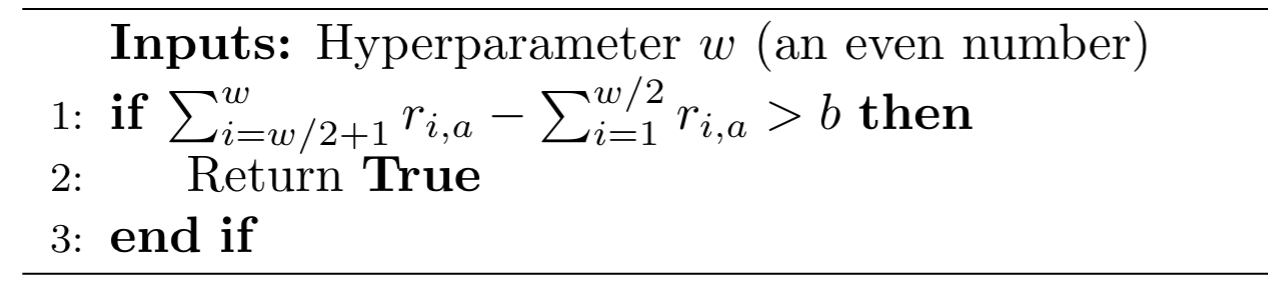 Inputs: Hyperparameter w (an even number)
1: if ∑_{i=w/2+1}^{w} r_{i,a} − ∑_{i=1}^{w/2} r_{i,a} > b then
2: Return True
3: end if